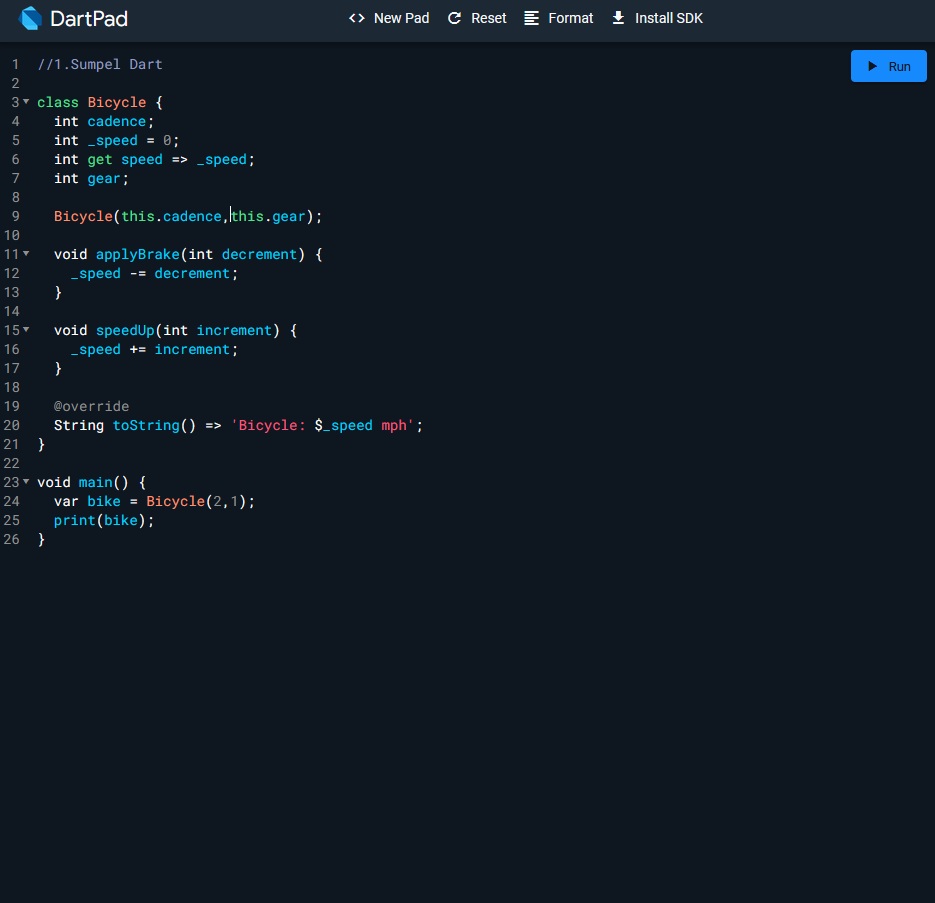 DartPad
<> New Pad Reset Format Install SDK
Run
1 //1.Sumpel Dart
2
3 class Bicycle {
4   int cadence;
5   int _speed = 0;
6   int get speed => _speed;
7   int gear;
8
9   Bicycle(this.cadence,this.gear);
10
11   void applyBrake(int decrement) {
12     _speed -= decrement;
13   }
14
15   void speedUp(int increment) {
16     _speed += increment;
17   }
18
19   @override
20   String toString() => 'Bicycle: $_speed mph';
21 }
22
23 void main() {
24   var bike = Bicycle(2,1);
25   print(bike);
26 }